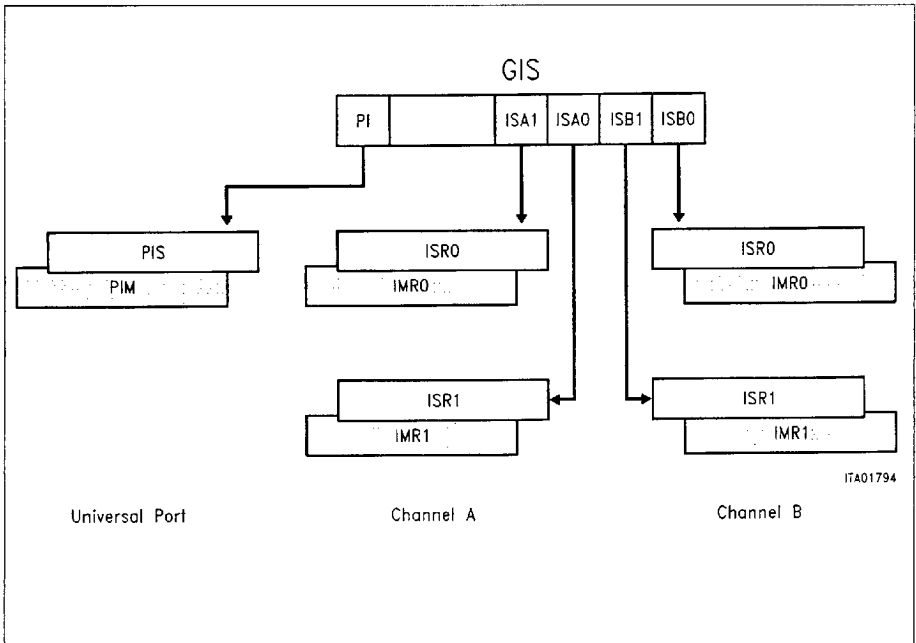 GIS
PI ISA1 ISA0 ISB1 ISB0
PIS
PIM
ISR0
IMR0
ISR0
IMR0
ISR1
IMR1
ISR1
IMR1
ITA01794
Universal Port
Channel A
Channel B